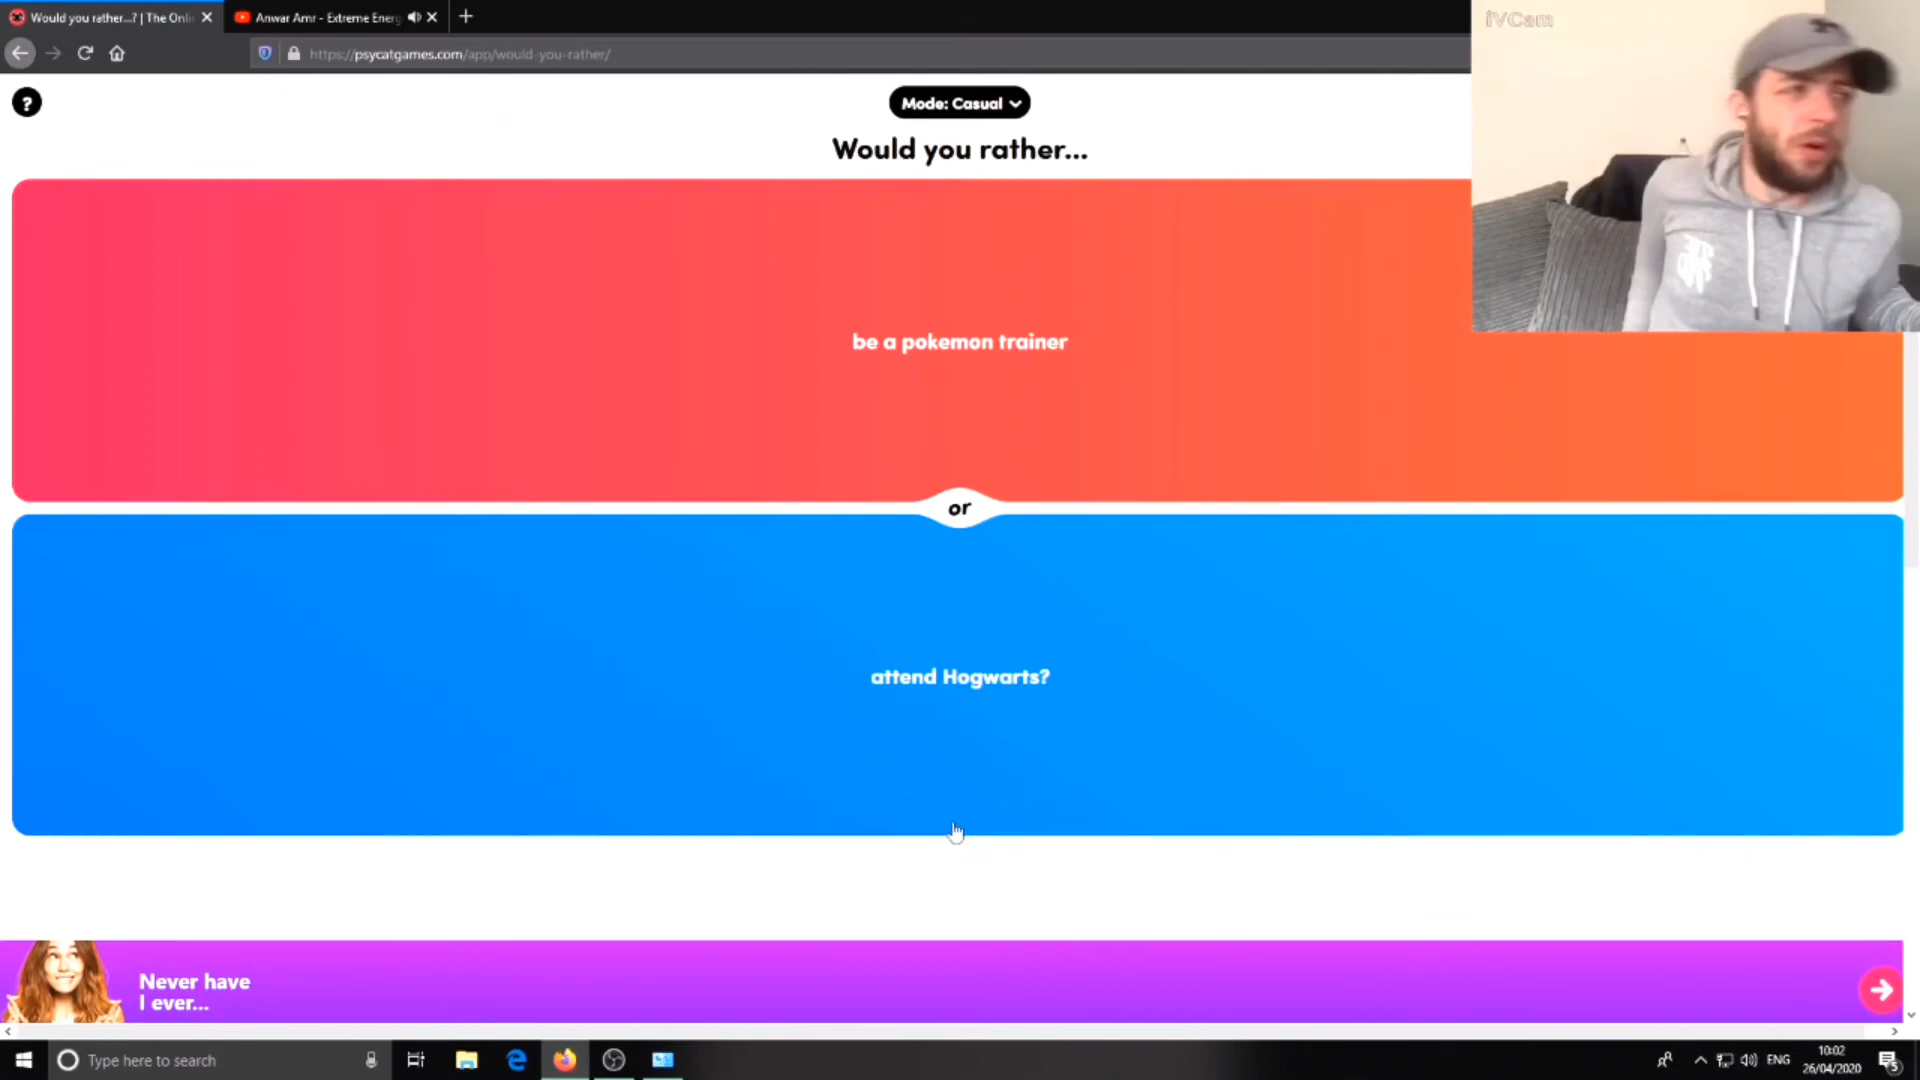 Would you rather...? | The Onli
Anwar Amr - Extreme Energ
https://psycatgames.com/app/would-you-rather/
iVCam
?
Mode: Casual
Would you rather...
be a pokemon trainer
or
attend Hogwarts?
Never have
I ever...
Type here to search
ENG
10:02
26/04/2020
5